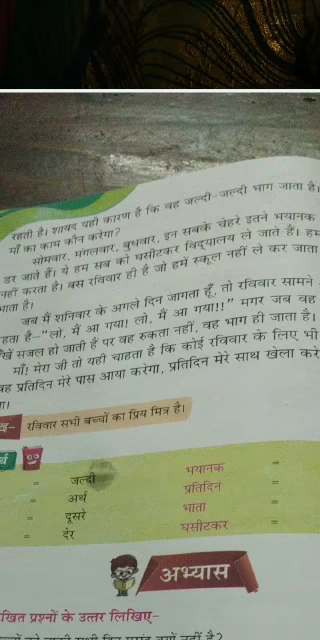 रहती है। शायद यही कारण है कि वह जल्दी-जल्दी भाग जाता है।
माँ का काम कौन करेगा?
सोमवार, मंगलवार, बुधवार, इन सबके चेहरे इतने भयानक
डर जाते हैं। ये हम सब को घसीटकर विद्यालय ले जाते हैं। हम
नहीं करता है। बस रविवार ही है जो हमें स्कूल नहीं ले कर जाता
भाता है।
जब मैं शनिवार के अगले दिन जागता हूँ, तो रविवार सामने
हता है-"लो, मैं आ गया! लो, मैं आ गया!!" मगर जब वह
खें सजल हो जाती हैं पर वह रुकता नहीं, वह भाग ही जाता है।
माँ! मेरा जी तो यही चाहता है कि कोई रविवार के लिए भी
वह प्रतिदिन मेरे पास आया करेगा, प्रतिदिन मेरे साथ खेला करे
ा।
रविवार सभी बच्चों का प्रिय मित्र है।
र्थ
= जल्दी भयानक =
= अर्थ प्रतिदिन =
= दूसरे भाता =
= देर घसीटकर =
अभ्यास
खित प्रश्नों के उत्तर लिखिए-